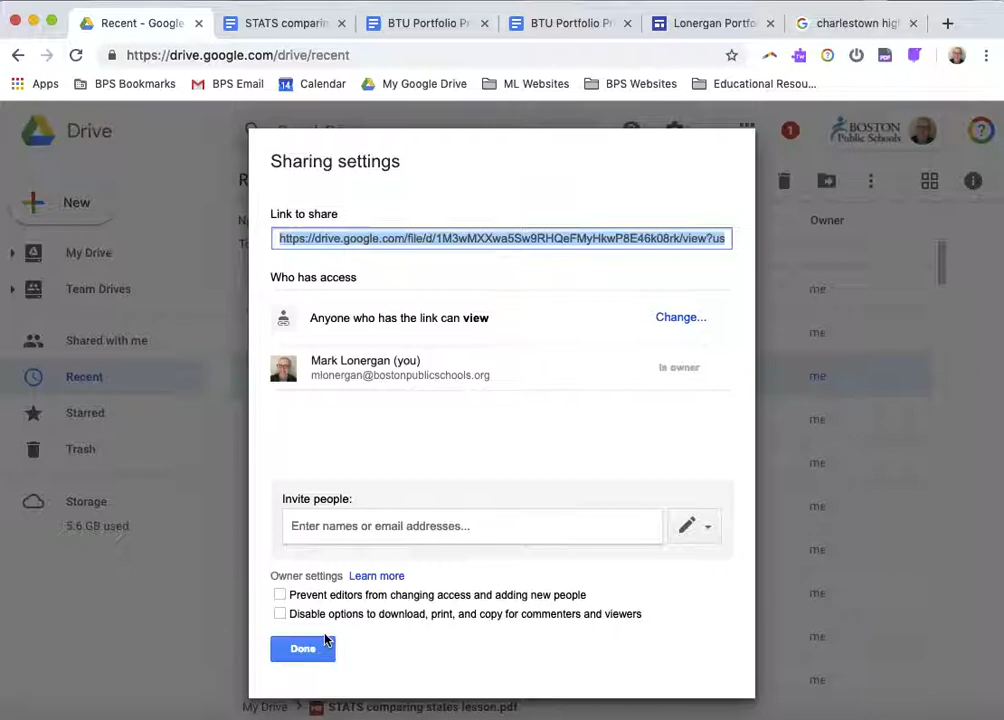 Recent - Google
STATS comparin
BTU Portfolio Pr
BTU Portfolio Pr
Lonergan Portfo
charlestown hig
https://drive.google.com/drive/recent
Apps
BPS Bookmarks
BPS Email
14 Calendar
My Google Drive
ML Websites
BPS Websites
Educational Resou...
Drive
1
BOSTON
Public Schools
New
My Drive
Team Drives
Shared with me
Recent
Starred
Trash
Storage
5.6 GB used
Sharing settings
Link to share
https://drive.google.com/file/d/1M3wMXXwa5Sw9RHQeFMyHkwP8E46k08rk/view?us
Who has access
Anyone who has the link can view
Change...
Mark Lonergan (you)
mlonergan@bostonpublicschools.org
Is owner
Invite people:
Enter names or email addresses...
Owner settings Learn more
Prevent editors from changing access and adding new people
Disable options to download, print, and copy for commenters and viewers
Done
Owner
me
me
me
me
me
me
me
me
me
me
My Drive > STATS comparing states lesson.pdf